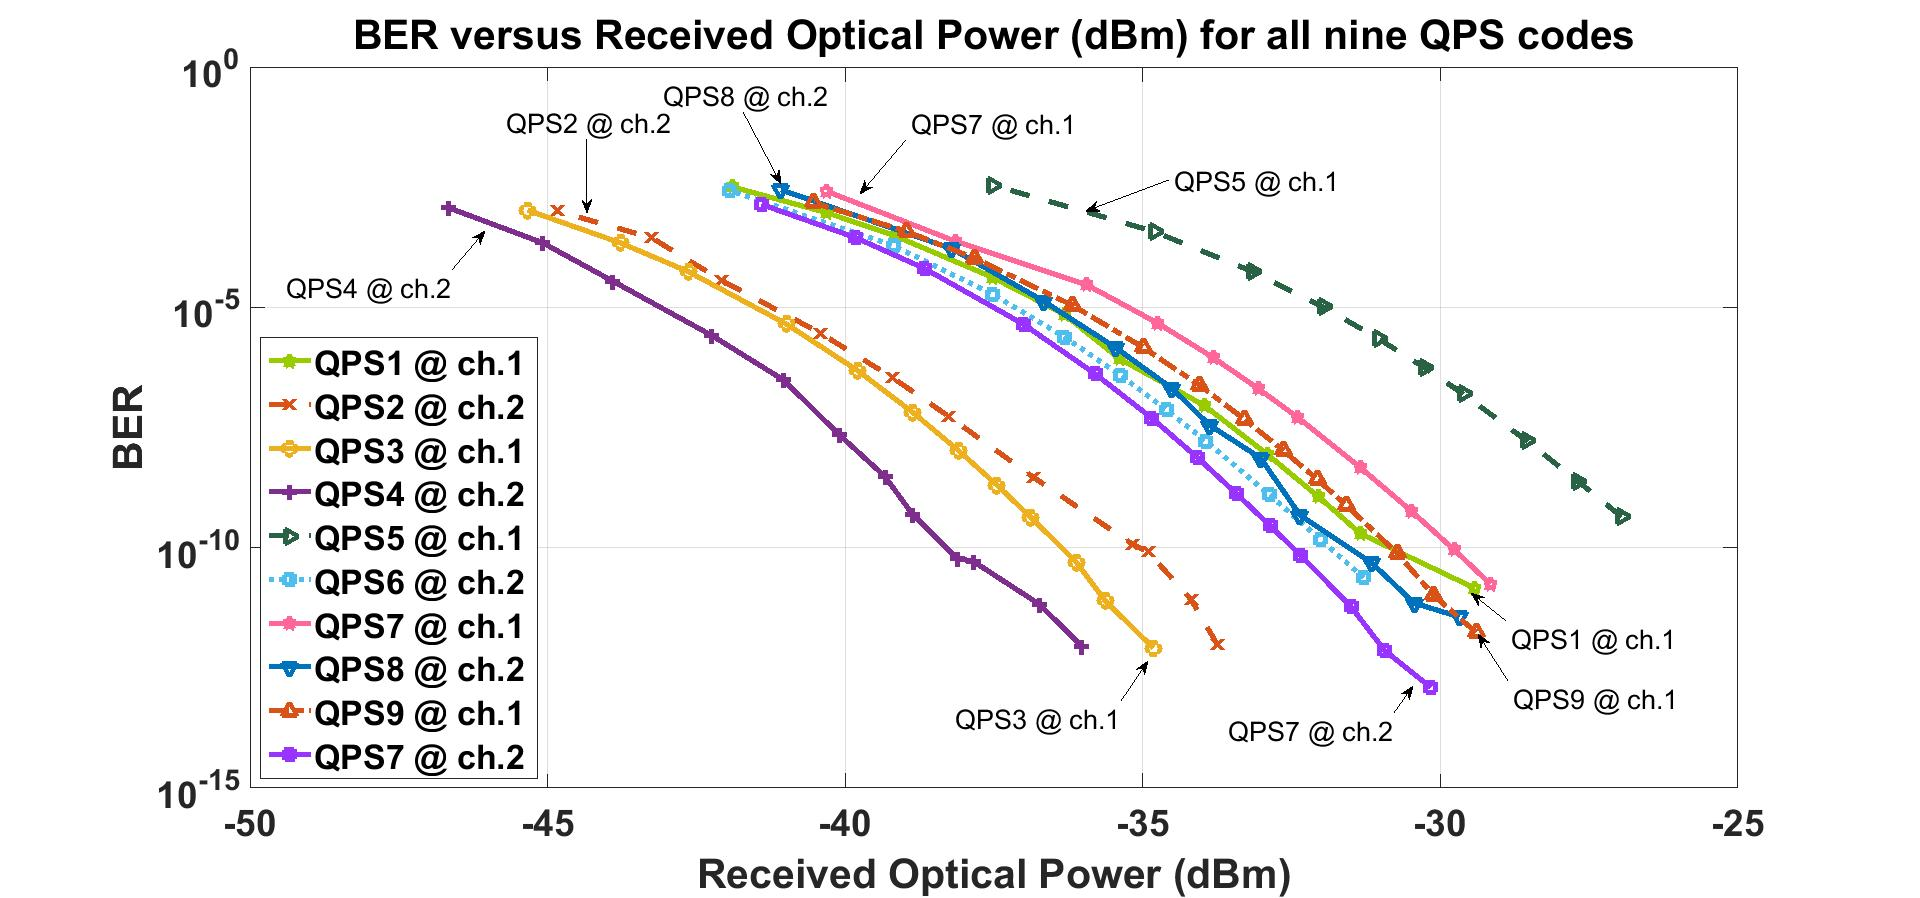 BER versus Received Optical Power (dBm) for all nine QPS codes
QPS8 @ ch.2
QPS2 @ ch.2
QPS7 @ ch.1
QPS5 @ ch.1
QPS4 @ ch.2
QPS1 @ ch.1
QPS9 @ ch.1
QPS3 @ ch.1
QPS7 @ ch.2
10^0
10^-5
10^-10
10^-15
BER
QPS1 @ ch.1
QPS2 @ ch.2
QPS3 @ ch.1
QPS4 @ ch.2
QPS5 @ ch.1
QPS6 @ ch.2
QPS7 @ ch.1
QPS8 @ ch.2
QPS9 @ ch.1
QPS7 @ ch.2
-50 -45 -40 -35 -30 -25
Received Optical Power (dBm)